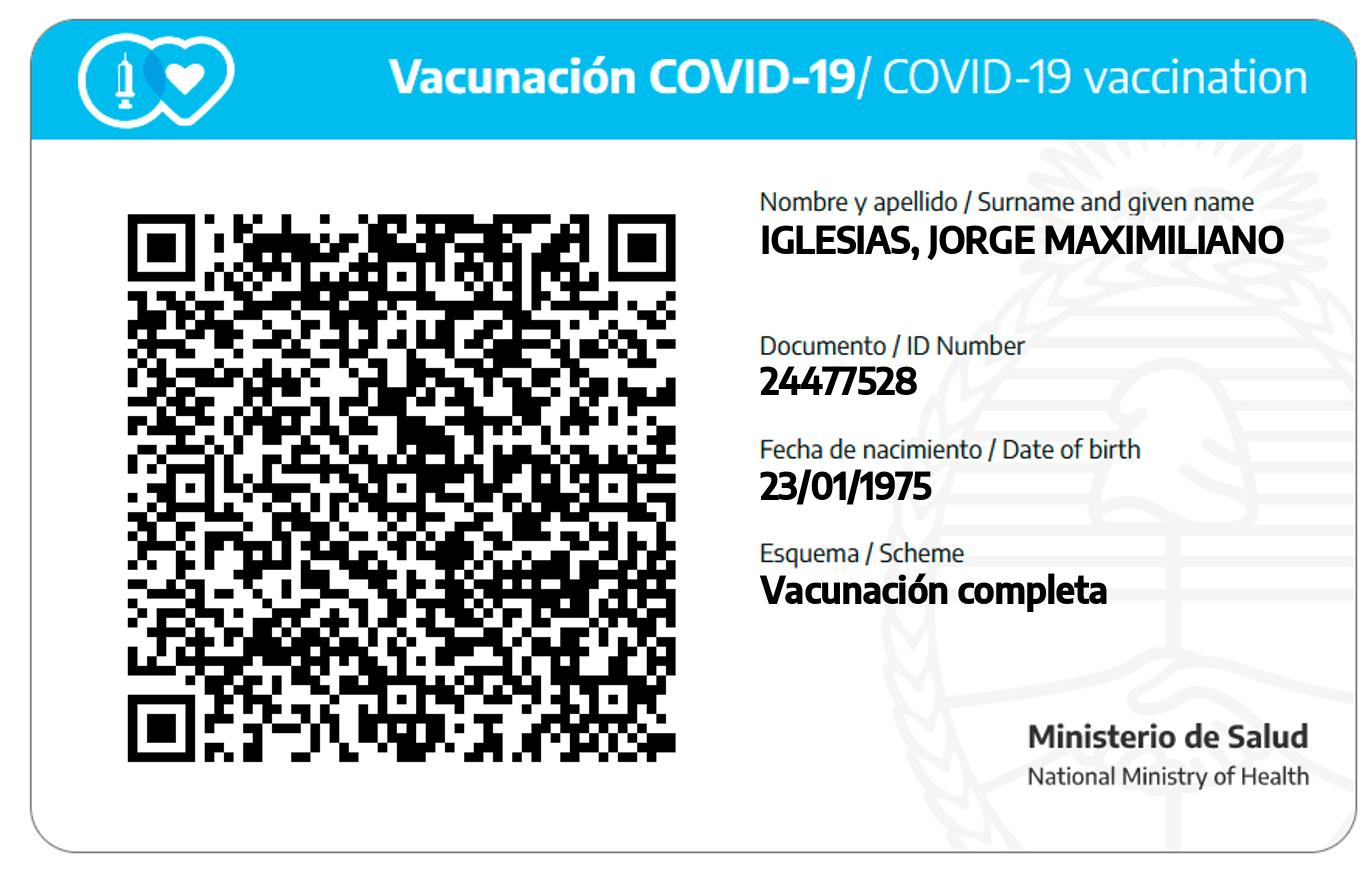 Vacunación COVID-19/ COVID-19 vaccination
Nombre y apellido / Surname and given name
IGLESIAS, JORGE MAXIMILIANO
Documento / ID Number
24477528
Fecha de nacimiento / Date of birth
23/01/1975
Esquema / Scheme
Vacunación completa
Ministerio de Salud
National Ministry of Health